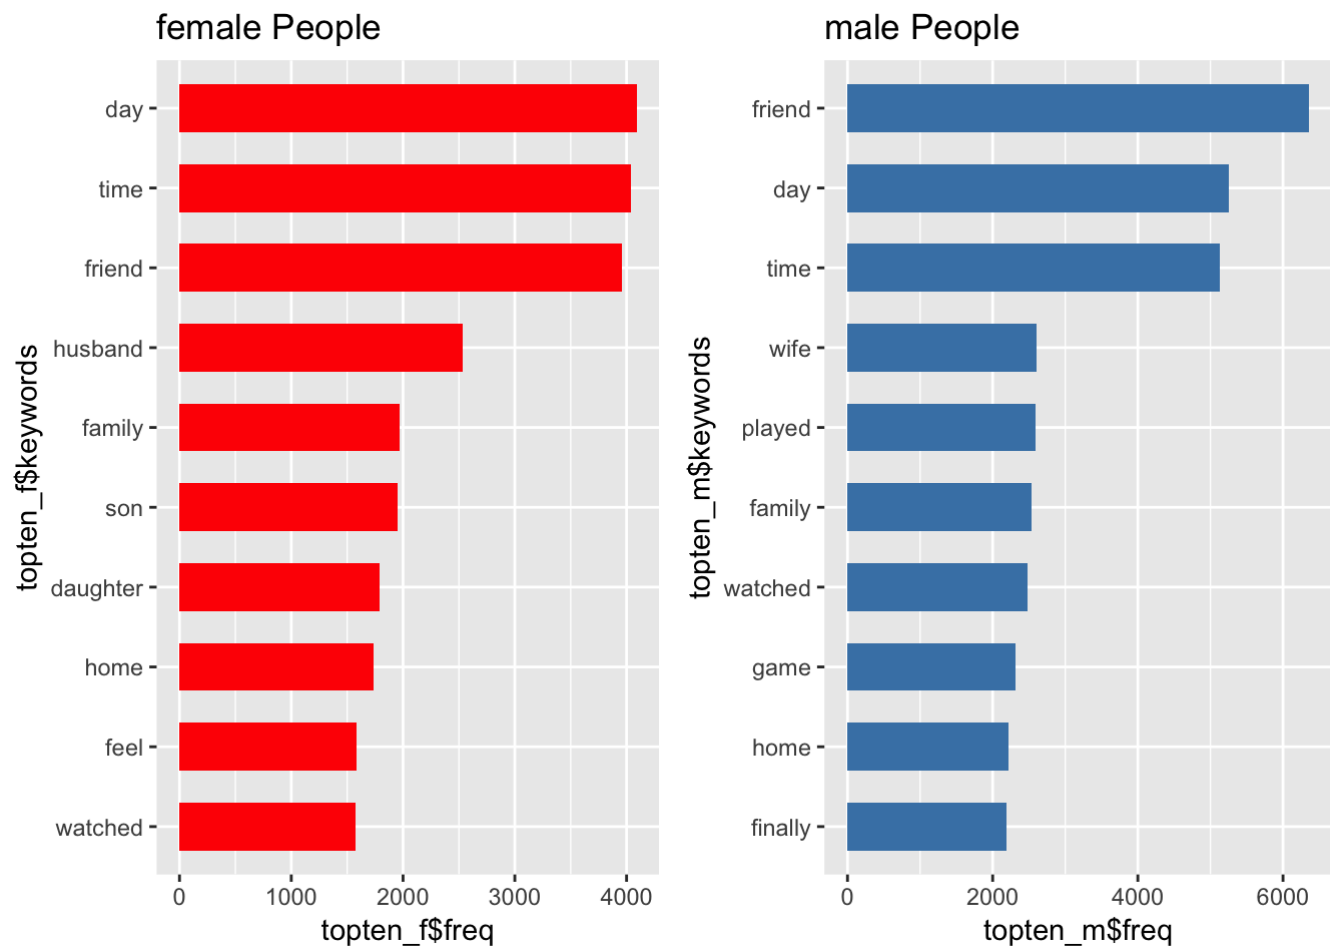 female People
topten_f$keywords
day
time
friend
husband
family
son
daughter
home
feel
watched
0 1000 2000 3000 4000
topten_f$freq
male People
topten_m$keywords
friend
day
time
wife
played
family
watched
game
home
finally
0 2000 4000 6000
topten_m$freq